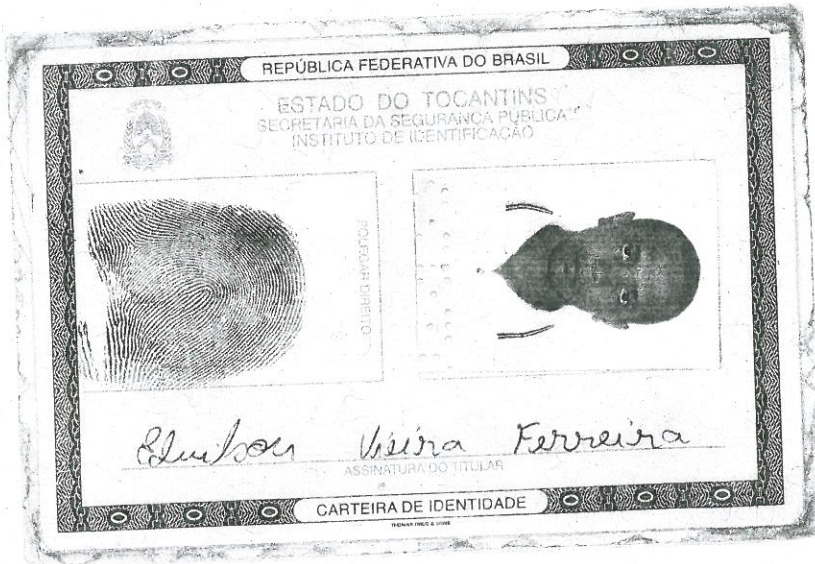 REPÚBLICA FEDERATIVA DO BRASIL
ESTADO DO TOCANTINS
SECRETARIA DA SEGURANÇA PÚBLICA
INSTITUTO DE IDENTIFICAÇÃO
POLEGAR DIREITO
Edmilson Vieira Ferreira
ASSINATURA DO TITULAR
CARTEIRA DE IDENTIDADE